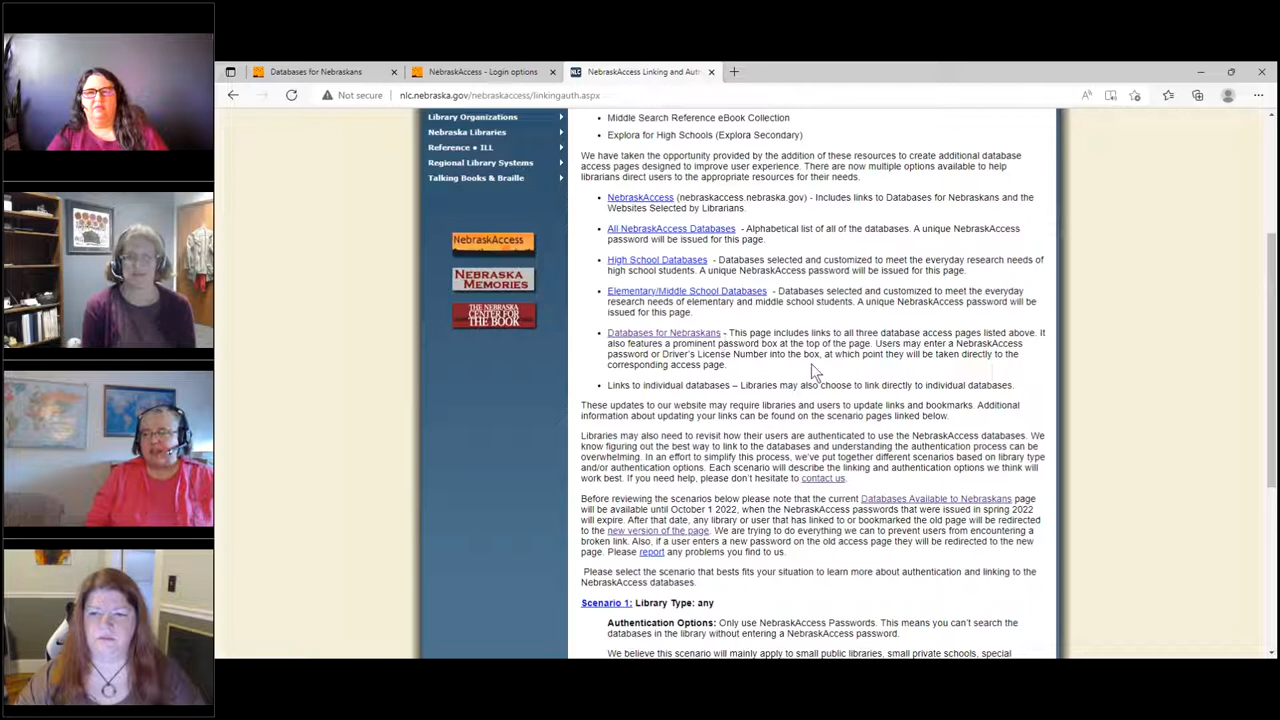 Databases for Nebraskans
NebraskAccess - Login options
NLC
NebraskAccess Linking and Aut
Not secure
nlc.nebraska.gov/nebraskaccess/linkingauth.aspx
Library Organizations
Nebraska Libraries
Reference • ILL
Regional Library Systems
Talking Books & Braille
NebraskAccess
NEBRASKA
MEMORIES
THE NEBRASKA
CENTER FOR
THE BOOK
• Middle Search Reference eBook Collection
• Explora for High Schools (Explora Secondary)
We have taken the opportunity provided by the addition of these resources to create additional database
access pages designed to improve user experience. There are now multiple options available to help
librarians direct users to the appropriate resources for their needs.
• NebraskAccess (nebraskaccess.nebraska.gov) - Includes links to Databases for Nebraskans and the
Websites Selected by Librarians.
• All NebraskAccess Databases - Alphabetical list of all of the databases. A unique NebraskAccess
password will be issued for this page.
• High School Databases - Databases selected and customized to meet the everyday research needs of
high school students. A unique NebraskAccess password will be issued for this page.
• Elementary/Middle School Databases - Databases selected and customized to meet the everyday
research needs of elementary and middle school students. A unique NebraskAccess password will be
issued for this page.
• Databases for Nebraskans - This page includes links to all three database access pages listed above. It
also features a prominent password box at the top of the page. Users may enter a NebraskAccess
password or Driver's License Number into the box, at which point they will be taken directly to the
corresponding access page.
• Links to individual databases – Libraries may also choose to link directly to individual databases.
These updates to our website may require libraries and users to update links and bookmarks. Additional
information about updating your links can be found on the scenario pages linked below.
Libraries may also need to revisit how their users are authenticated to use the NebraskAccess databases. We
know figuring out the best way to link to the databases and understanding the authentication process can be
overwhelming. In an effort to simplify this process, we've put together different scenarios based on library type
and/or authentication options. Each scenario will describe the linking and authentication options we think will
work best. If you need help, please don't hesitate to contact us.
Before reviewing the scenarios below please note that the current Databases Available to Nebraskans page
will be available until October 1 2022, when the NebraskAccess passwords that were issued in spring 2022
will expire. After that date, any library or user that has linked to or bookmarked the old page will be redirected
to the new version of the page. We are trying to do everything we can to prevent users from encountering a
broken link. Also, if a user enters a new password on the old access page they will be redirected to the new
page. Please report any problems you find to us.
Please select the scenario that bests fits your situation to learn more about authentication and linking to the
NebraskAccess databases.
Scenario 1: Library Type: any
Authentication Options: Only use NebraskAccess Passwords. This means you can't search the
databases in the library without entering a NebraskAccess password.
We believe this scenario will mainly apply to small public libraries, small private schools, special